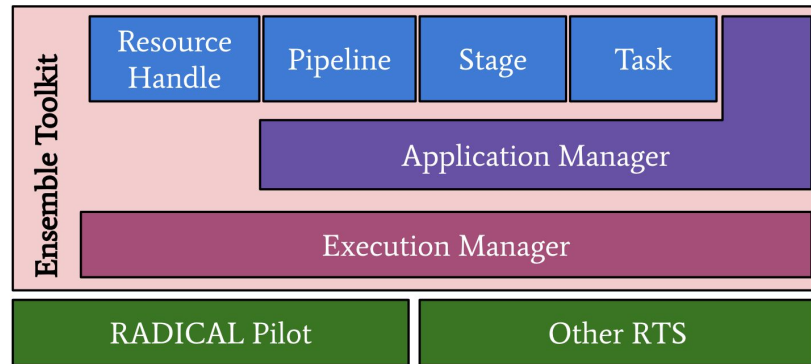 Ensemble Toolkit
Resource
Handle
Pipeline
Stage
Task
Application Manager
Execution Manager
RADICAL Pilot
Other RTS